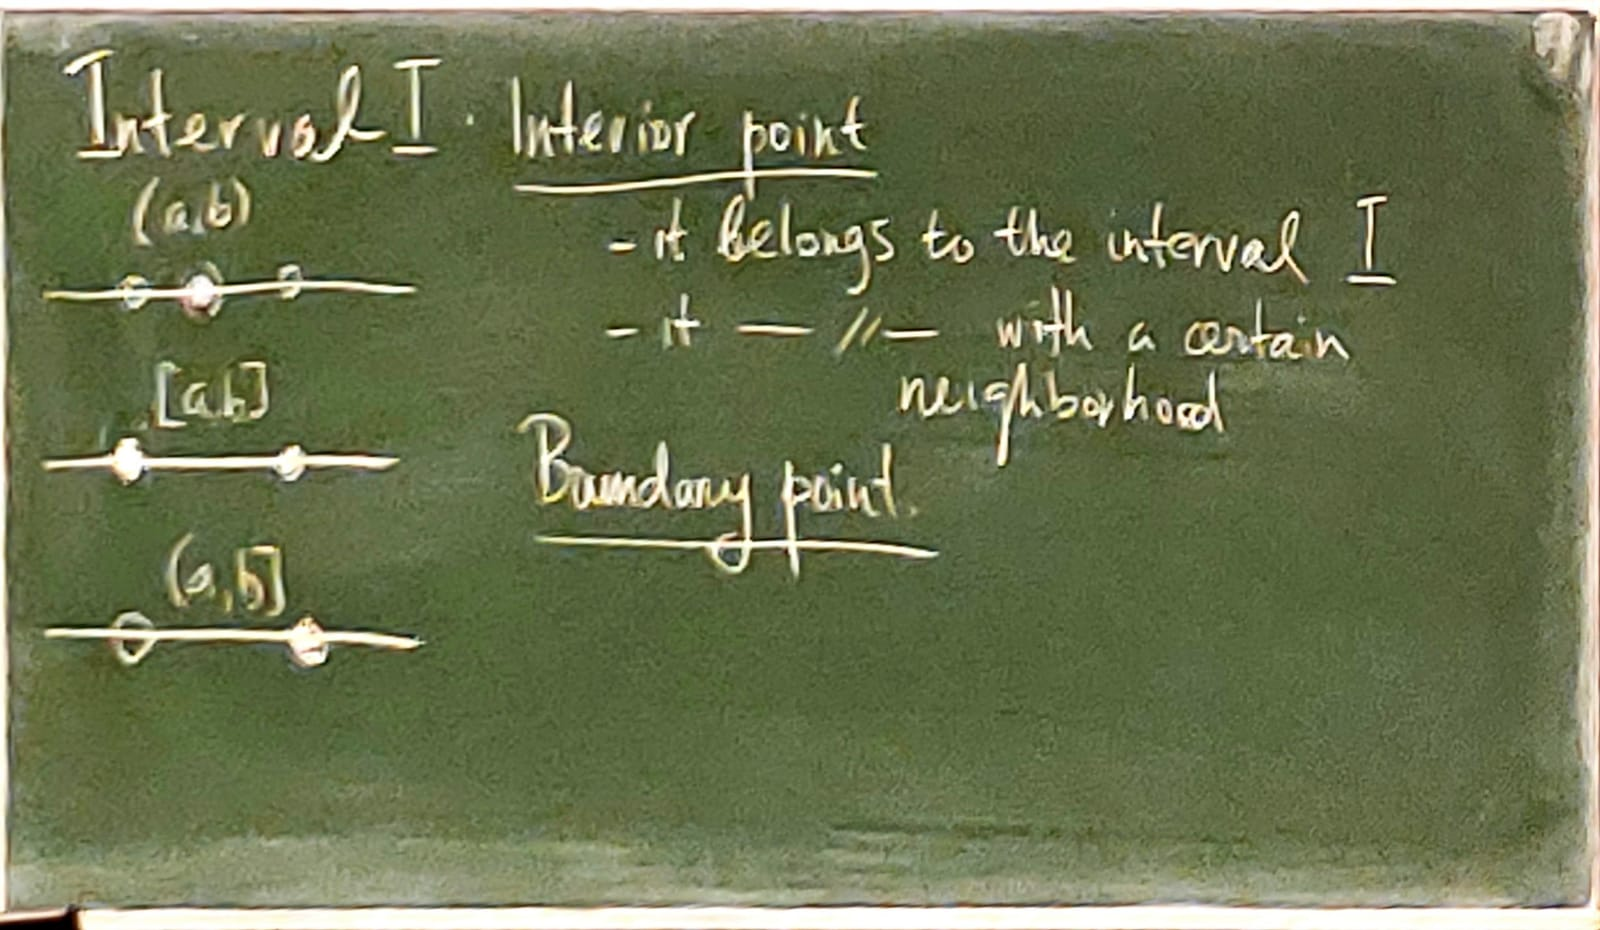 Interval I. Interior point
(a,b)
- it belongs to the interval I
- it — // — with a certain
neighborhood
[a,b]
Boundary point.
(a,b]